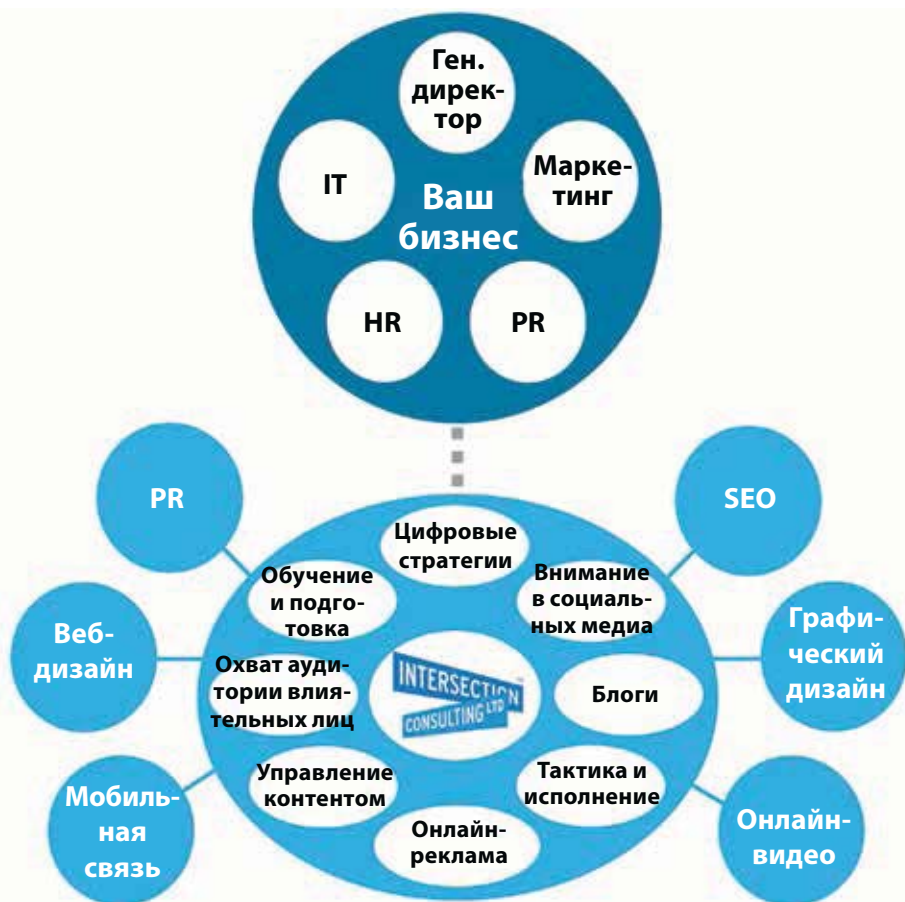 Ген.
дирек-
тор
IT
Марке-
тинг
Ваш
бизнес
HR
PR
PR
SEO
Цифровые
стратегии
Обучение
и подго-
товка
Внимание
в социаль-
ных медиа
Веб-
дизайн
Графи-
ческий
дизайн
Охват ауди-
тории влия-
тельных лиц
INTERSECTION™
CONSULTING LTD
Блоги
Управление
контентом
Тактика и
исполнение
Мобиль-
ная
связь
Онлайн-
реклама
Онлайн-
видео